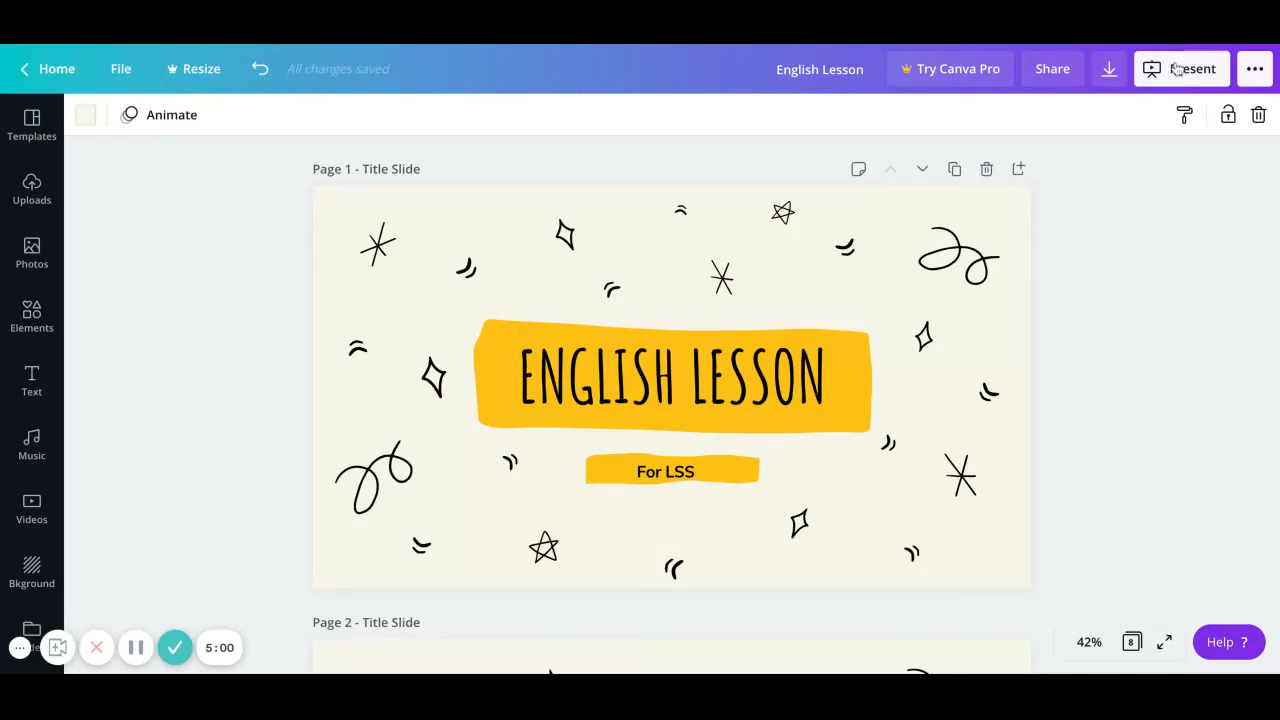 Home File Resize All changes saved English Lesson Try Canva Pro Share Present
Animate
Templates
Uploads
Photos
Elements
Text
Music
Videos
Bkground
Page 1 - Title Slide
ENGLISH LESSON
For LSS
Page 2 - Title Slide
5:00
42% 8 Help ?